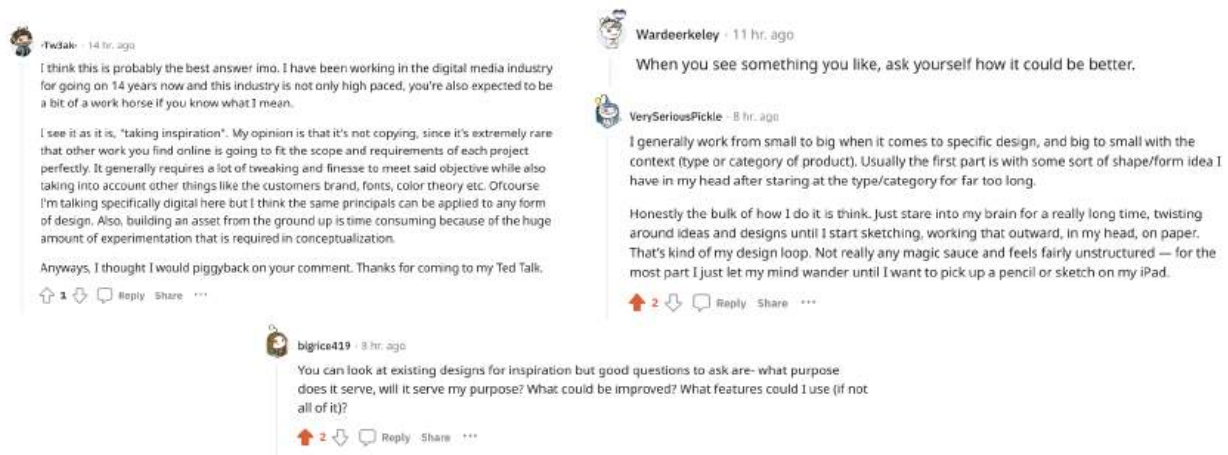 -Tw3ak- · 14 hr. ago
I think this is probably the best answer imo. I have been working in the digital media industry
for going on 14 years now and this industry is not only high paced, you're also expected to be
a bit of a work horse if you know what I mean.
I see it as it is, "taking inspiration". My opinion is that it's not copying, since it's extremely rare
that other work you find online is going to fit the scope and requirements of each project
perfectly. It generally requires a lot of tweaking and finesse to meet said objective while also
taking into account other things like the customers brand, fonts, color theory etc. Ofcourse
I'm talking specifically digital here but I think the same principals can be applied to any form
of design. Also, building an asset from the ground up is time consuming because of the huge
amount of experimentation that is required in conceptualization.
Anyways, I thought I would piggyback on your comment. Thanks for coming to my Ted Talk.
1 Reply Share ···
Wardeerkeley · 11 hr. ago
When you see something you like, ask yourself how it could be better.
VerySeriousPickle · 8 hr. ago
I generally work from small to big when it comes to specific design, and big to small with the
context (type or category of product). Usually the first part is with some sort of shape/form idea I
have in my head after staring at the type/category for far too long.
Honestly the bulk of how I do it is think. Just stare into my brain for a really long time, twisting
around ideas and designs until I start sketching, working that outward, in my head, on paper.
That's kind of my design loop. Not really any magic sauce and feels fairly unstructured — for the
most part I just let my mind wander until I want to pick up a pencil or sketch on my iPad.
2 Reply Share ···
bigrice419 · 8 hr. ago
You can look at existing designs for inspiration but good questions to ask are- what purpose
does it serve, will it serve my purpose? What could be improved? What features could I use (if not
all of it)?
2 Reply Share ···